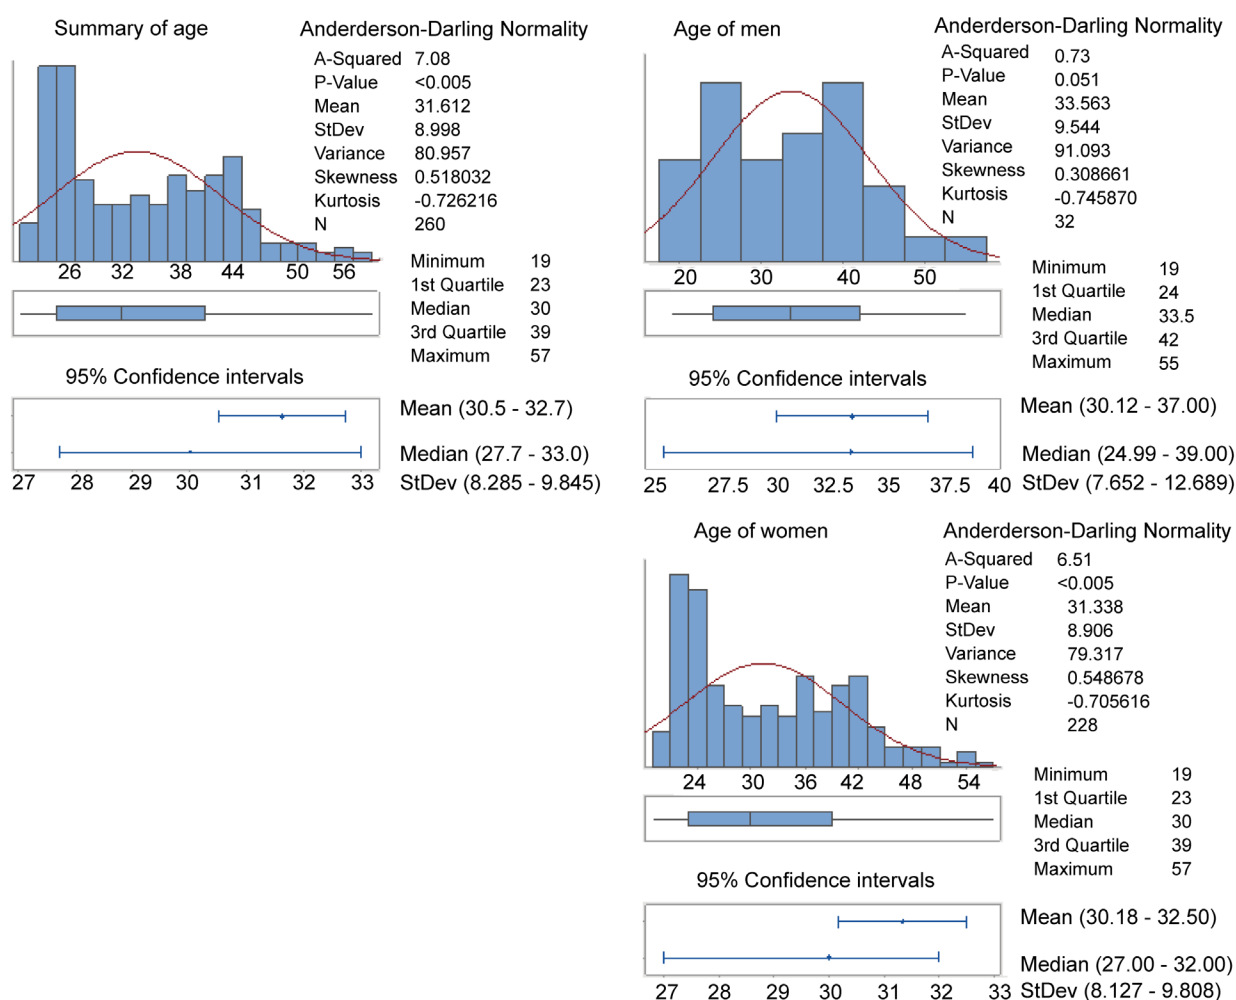 Summary of age
Anderderson-Darling Normality
A-Squared 7.08
P-Value <0.005
Mean 31.612
StDev 8.998
Variance 80.957
Skewness 0.518032
Kurtosis -0.726216
N 260
26 32 38 44 50 56
Minimum 19
1st Quartile 23
Median 30
3rd Quartile 39
Maximum 57
95% Confidence intervals
Mean (30.5 - 32.7)
Median (27.7 - 33.0)
27 28 29 30 31 32 33
StDev (8.285 - 9.845)
Age of men
Anderderson-Darling Normality
A-Squared 0.73
P-Value 0.051
Mean 33.563
StDev 9.544
Variance 91.093
Skewness 0.308661
Kurtosis -0.745870
N 32
20 30 40 50
Minimum 19
1st Quartile 24
Median 33.5
3rd Quartile 42
Maximum 55
95% Confidence intervals
Mean (30.12 - 37.00)
Median (24.99 - 39.00)
25 27.5 30 32.5 35 37.5 40
StDev (7.652 - 12.689)
Age of women
Anderderson-Darling Normality
A-Squared 6.51
P-Value <0.005
Mean 31.338
StDev 8.906
Variance 79.317
Skewness 0.548678
Kurtosis -0.705616
N 228
24 30 36 42 48 54
Minimum 19
1st Quartile 23
Median 30
3rd Quartile 39
Maximum 57
95% Confidence intervals
Mean (30.18 - 32.50)
Median (27.00 - 32.00)
27 28 29 30 31 32 33
StDev (8.127 - 9.808)